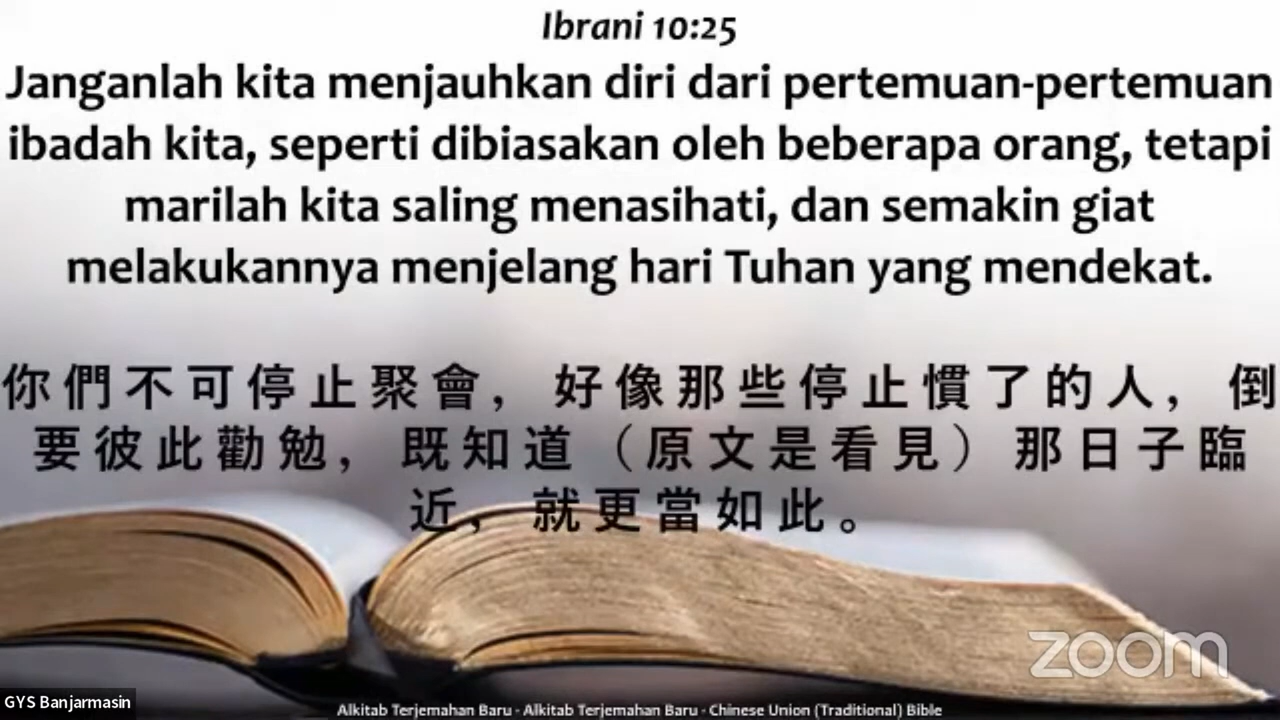 Ibrani 10:25
Janganlah kita menjauhkan diri dari pertemuan-pertemuan
ibadah kita, seperti dibiasakan oleh beberapa orang, tetapi
marilah kita saling menasihati, dan semakin giat
melakukannya menjelang hari Tuhan yang mendekat.
你們不可停止聚會，好像那些停止慣了的人，倒
要彼此勸勉，既知道（原文是看見）那日子臨
近，就更當如此。
zoom
GYS Banjarmasin
Alkitab Terjemahan Baru - Alkitab Terjemahan Baru - Chinese Union (Traditional) Bible